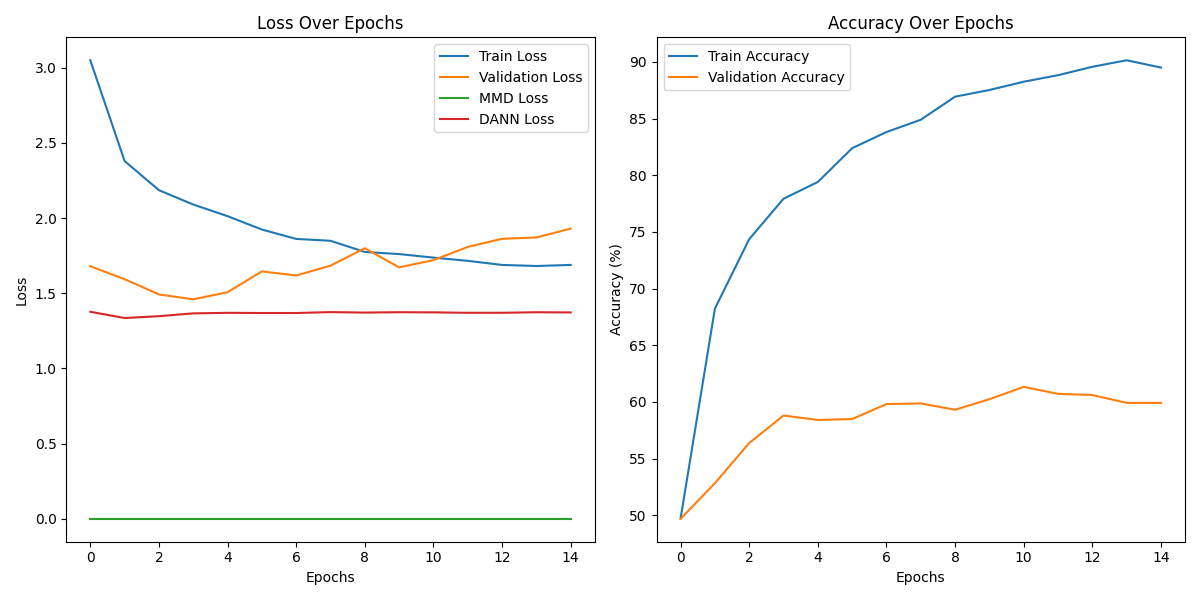 Loss Over Epochs
Train Loss
Validation Loss
MMD Loss
DANN Loss
3.0
2.5
2.0
1.5
1.0
0.5
0.0
Loss
0 2 4 6 8 10 12 14
Epochs
Accuracy Over Epochs
Train Accuracy
Validation Accuracy
90
85
80
75
70
65
60
55
50
Accuracy (%)
0 2 4 6 8 10 12 14
Epochs